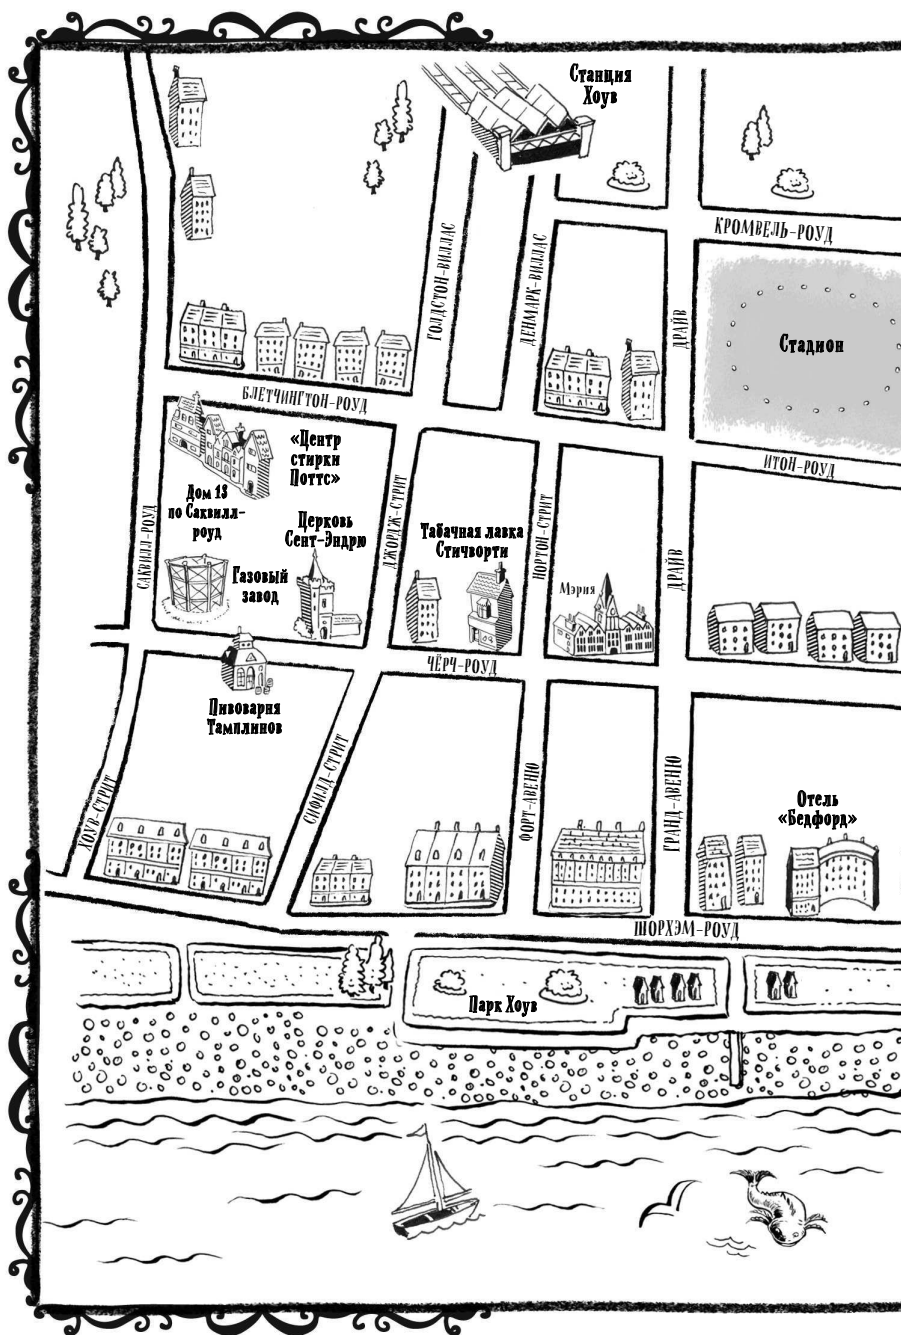 Станция
Хоув
КРОМВЕЛЬ-РОУД
ГОЛДСТОН-ВИЛЛАС
ДЕНМАРК-ВИЛЛАС
ДРАЙВ
Стадион
БЛЕТЧИНГТОН-РОУД
ИТОН-РОУД
«Центр
стирки
Поттс»
Дом 13
по Саквилл-
роуд
САКВИЛЛ-РОУД
Церковь
Сент-Эндрю
ДЖОРДЖ-СТРИТ
Табачная лавка
Стичворти
НОРТОН-СТРИТ
ДРАЙВ
Газовый
завод
Мэрия
ЧЁРЧ-РОУД
Пивоварня
Тамплинов
ХОУВ-СТРИТ
СИФИЛД-СТРИТ
ФОРТ-АВЕНЮ
ГРАНД-АВЕНЮ
Отель
«Бедфорд»
ШОРХЭМ-РОУД
Парк Хоув